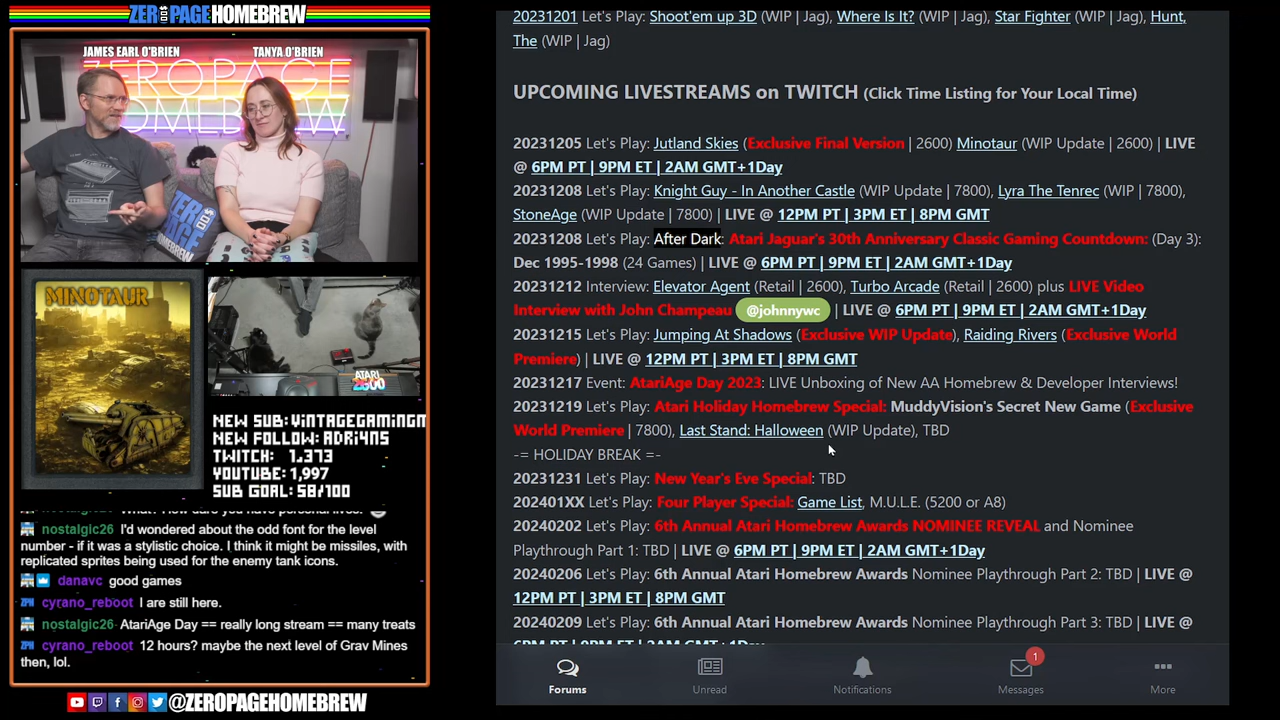 ZERO PAGE HOMEBREW
JAMES EARL O'BRIEN
TANYA O'BRIEN
ZEROPAGE
HOMEBREW
MINOTAUR
ATARI
2600
NEW SUB: VINTAGEGAMINGM
NEW FOLLOW: ADRI4NS
TWITCH: 1,373
YOUTUBE: 1,997
SUB GOAL: 58/100
nostalgic26: I'd wondered about the odd font for the level
number - if it was a stylistic choice. I think it might be missiles, with
replicated sprites being used for the enemy tank icons.
danavc good games
cyrano_reboot I are still here.
nostalgic26: AtariAge Day == really long stream == many treats
cyrano_reboot 12 hours? maybe the next level of Grav Mines
then, lol.
@ZEROPAGEHOMEBREW
20231201 Let's Play: Shoot'em up 3D (WIP | Jag), Where Is It? (WIP | Jag), Star Fighter (WIP | Jag), Hunt,
The (WIP | Jag)
UPCOMING LIVESTREAMS on TWITCH (Click Time Listing for Your Local Time)
20231205 Let's Play: Jutland Skies (Exclusive Final Version | 2600) Minotaur (WIP Update | 2600) | LIVE
@ 6PM PT | 9PM ET | 2AM GMT+1Day
20231208 Let's Play: Knight Guy - In Another Castle (WIP Update | 7800), Lyra The Tenrec (WIP | 7800),
StoneAge (WIP Update | 7800) | LIVE @ 12PM PT | 3PM ET | 8PM GMT
20231208 Let's Play: After Dark: Atari Jaguar's 30th Anniversary Classic Gaming Countdown: (Day 3):
Dec 1995-1998 (24 Games) | LIVE @ 6PM PT | 9PM ET | 2AM GMT+1Day
20231212 Interview: Elevator Agent (Retail | 2600), Turbo Arcade (Retail | 2600) plus LIVE Video
Interview with John Champeau @johnnywc | LIVE @ 6PM PT | 9PM ET | 2AM GMT+1Day
20231215 Let's Play: Jumping At Shadows (Exclusive WIP Update), Raiding Rivers (Exclusive World
Premiere) | LIVE @ 12PM PT | 3PM ET | 8PM GMT
20231217 Event: AtariAge Day 2023: LIVE Unboxing of New AA Homebrew & Developer Interviews!
20231219 Let's Play: Atari Holiday Homebrew Special: MuddyVision's Secret New Game (Exclusive
World Premiere | 7800), Last Stand: Halloween (WIP Update), TBD
-= HOLIDAY BREAK =-
20231231 Let's Play: New Year's Eve Special: TBD
202401XX Let's Play: Four Player Special: Game List, M.U.L.E. (5200 or A8)
20240202 Let's Play: 6th Annual Atari Homebrew Awards NOMINEE REVEAL and Nominee
Playthrough Part 1: TBD | LIVE @ 6PM PT | 9PM ET | 2AM GMT+1Day
20240206 Let's Play: 6th Annual Atari Homebrew Awards Nominee Playthrough Part 2: TBD | LIVE @
12PM PT | 3PM ET | 8PM GMT
20240209 Let's Play: 6th Annual Atari Homebrew Awards Nominee Playthrough Part 3: TBD | LIVE @
6PM PT | 9PM ET | 2AM GMT+1Day
1
Forums
Unread
Notifications
Messages
More